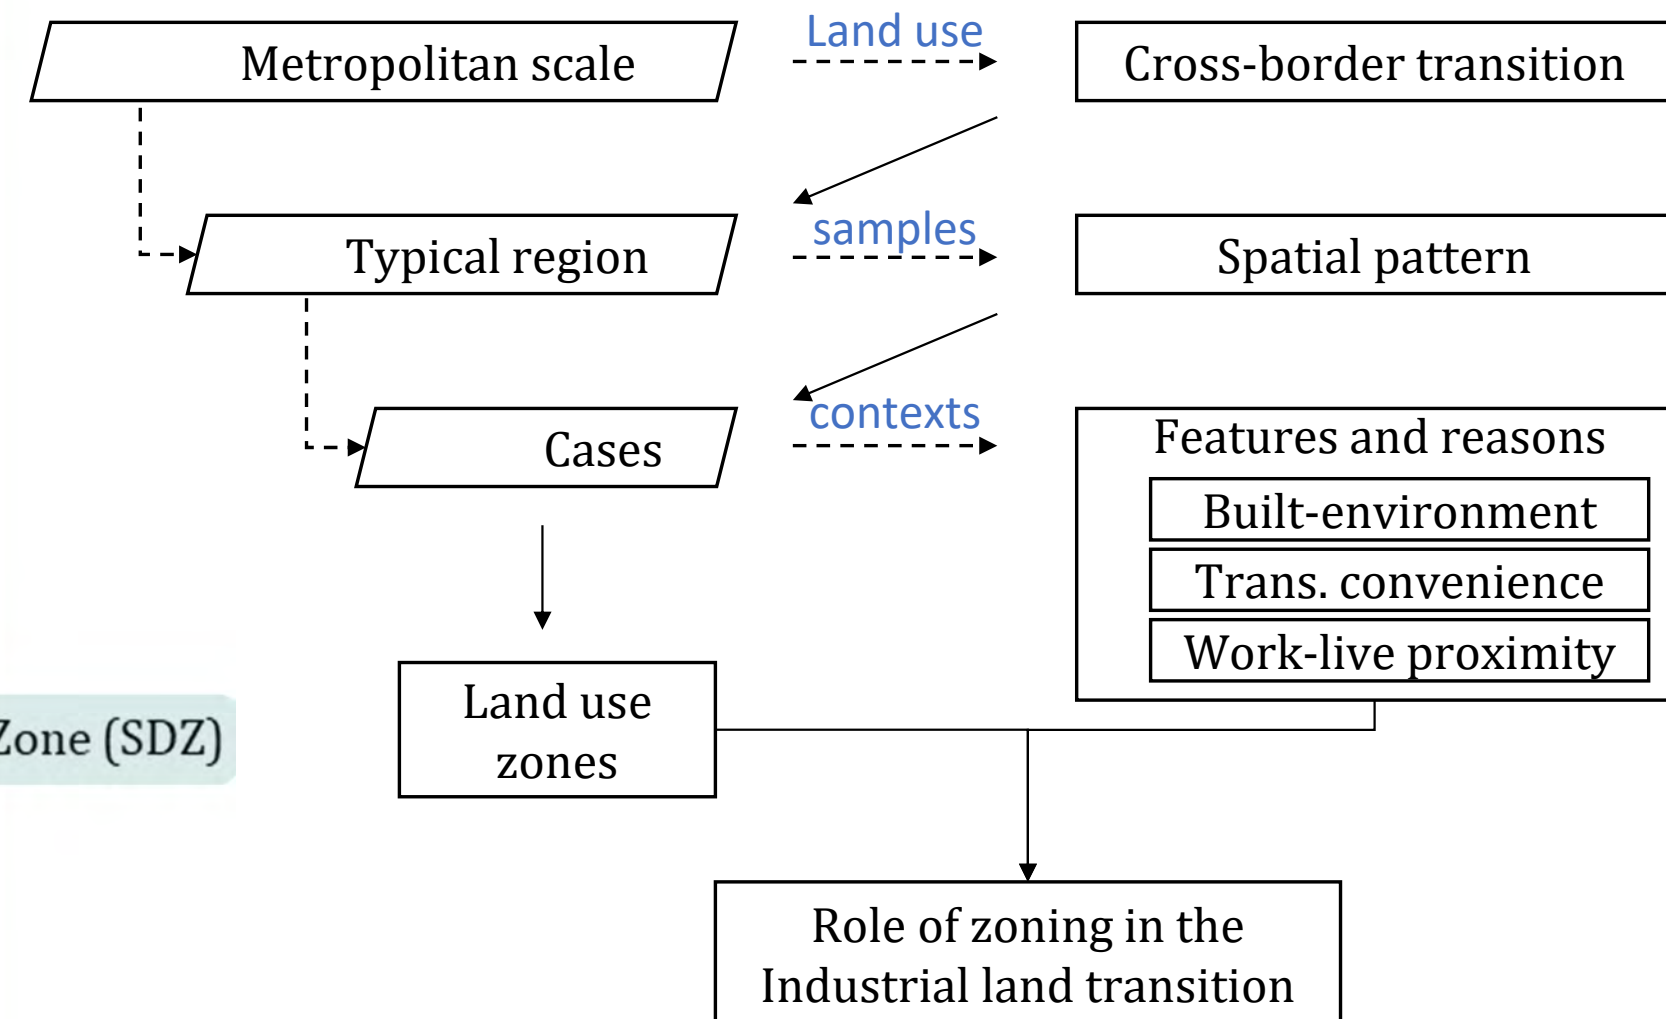 Metropolitan scale
Land use
Cross-border transition
Typical region
samples
Spatial pattern
Cases
contexts
Features and reasons
Built-environment
Trans. convenience
Work-live proximity
Land use
zones
Zone (SDZ)
Role of zoning in the
Industrial land transition